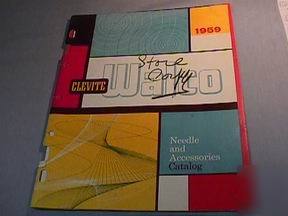 1959
Store
Copy
CLEVITE Walco
Needle
and
Accessories
Catalog